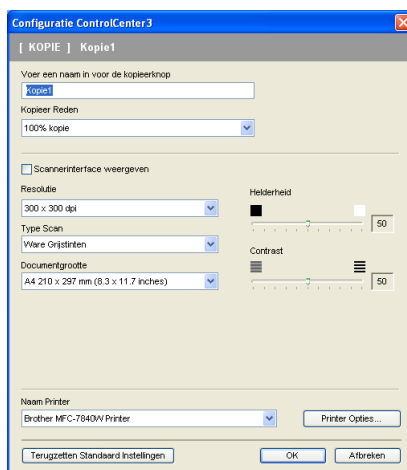 Configuratie ControlCenter3
[ KOPIE ] Kopie1
Voer een naam in voor de kopieerknop
Kopie1
Kopieer Reden
100% kopie
Scannerinterface weergeven
Resolutie
300 x 300 dpi
Type Scan
Ware Grijstinten
Documentgrootte
A4 210 x 297 mm (8.3 x 11.7 inches)
Helderheid
50
Contrast
50
Naam Printer
Brother MFC-7840W Printer
Printer Opties...
Terugzetten Standaard Instellingen
OK
Afbreken